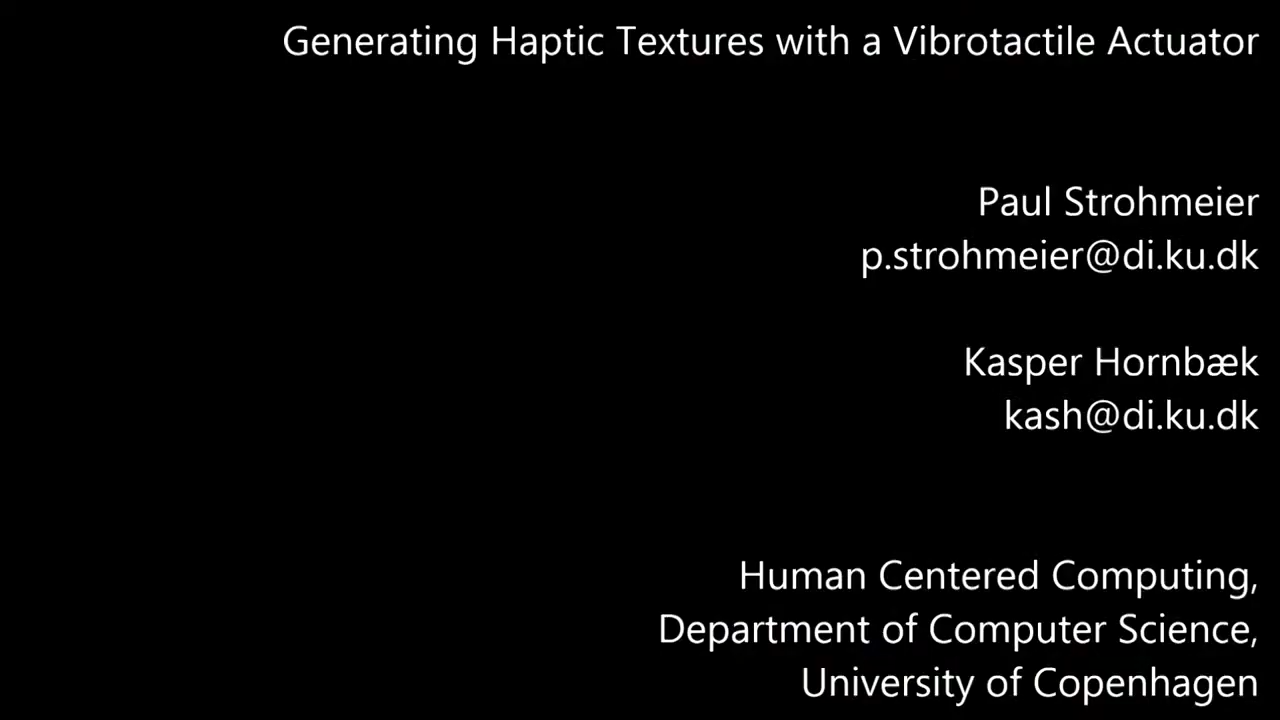 Generating Haptic Textures with a Vibrotactile Actuator
Paul Strohmeier
p.strohmeier@di.ku.dk
Kasper Hornbæk
kash@di.ku.dk
Human Centered Computing,
Department of Computer Science,
University of Copenhagen